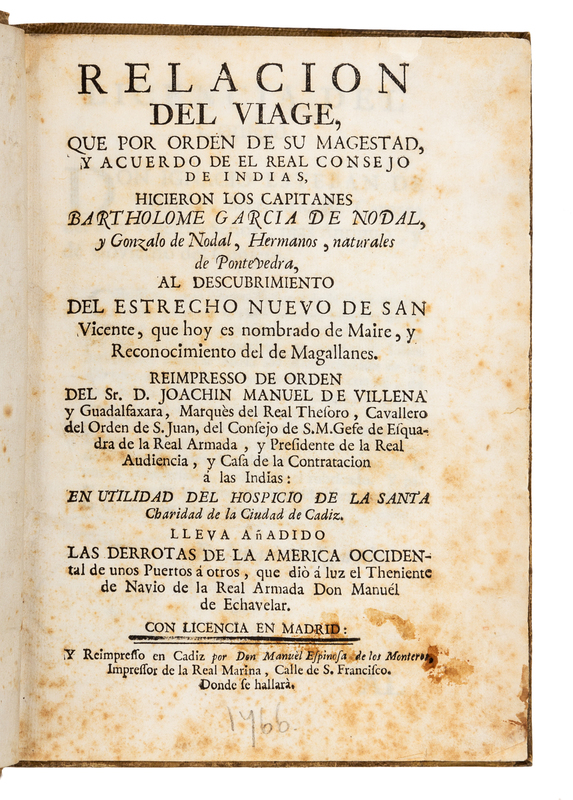 RELACION
DEL VIAGE,
QUE POR ORDEN DE SU MAGESTAD,
Y ACUERDO DE EL REAL CONSEJO
DE INDIAS,
HICIERON LOS CAPITANES
BARTHOLOME GARCIA DE NODAL,
y Gonzalo de Nodal, Hermanos, naturales
de Pontevedra,
AL DESCUBRIMIENTO
DEL ESTRECHO NUEVO DE SAN
Vicente, que hoy es nombrado de Maire, y
Reconocimiento del de Magallanes.
REIMPRESSO DE ORDEN
DEL Sr. D. JOACHIN MANUEL DE VILLENA
y Guadalfaxara, Marquès del Real Theſoro, Cavallero
del Orden de S. Juan, del Conſejo de S.M. Gefe de Eſqua-
dra de la Real Armada, y Preſidente de la Real
Audiencia, y Caſa de la Contratacion
á las Indias:
EN UTILIDAD DEL HOSPICIO DE LA SANTA
Charidad de la Ciudad de Cadiz.
LLEVA AñADIDO
LAS DERROTAS DE LA AMERICA OCCIDEN-
tal de unos Puertos á otros, que diò á luz el Theniente
de Navio de la Real Armada Don Manuél
de Echavelar.
CON LICENCIA EN MADRID:
Y Reimpreſſo en Cadiz por Don Manuel Eſpinoſa de los Monteros,
Impreſſor de la Real Marina, Calle de S. Franciſco.
Donde ſe hallarà.
1766.